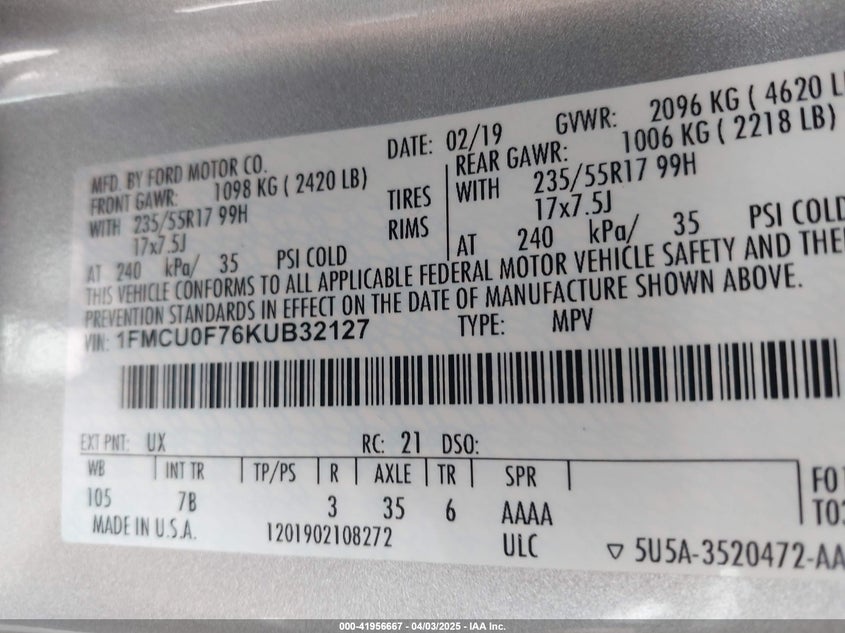 MFD. BY FORD MOTOR CO. DATE: 02/19 GVWR: 2096 KG ( 4620 L
FRONT GAWR: 1098 KG ( 2420 LB) REAR GAWR: 1006 KG ( 2218 LB)
WITH 235/55R17 99H TIRES WITH 235/55R17 99H
17x7.5J RIMS 17x7.5J
AT 240 kPa/ 35 PSI COLD AT 240 kPa/ 35 PSI COLD
THIS VEHICLE CONFORMS TO ALL APPLICABLE FEDERAL MOTOR VEHICLE SAFETY AND THE
PREVENTION STANDARDS IN EFFECT ON THE DATE OF MANUFACTURE SHOWN ABOVE.
VIN: 1FMCU0F76KUB32127 TYPE: MPV
EXT PNT: UX RC: 21 DSO:
WB INT TR TP/PS R AXLE TR SPR
105 7B 3 35 6 AAAA
F01
T03
MADE IN U.S.A. 1201902108272 UiC ▽ 5U5A-3520472-AA
000-41956667 - 04/03/2025 - IAA Inc.